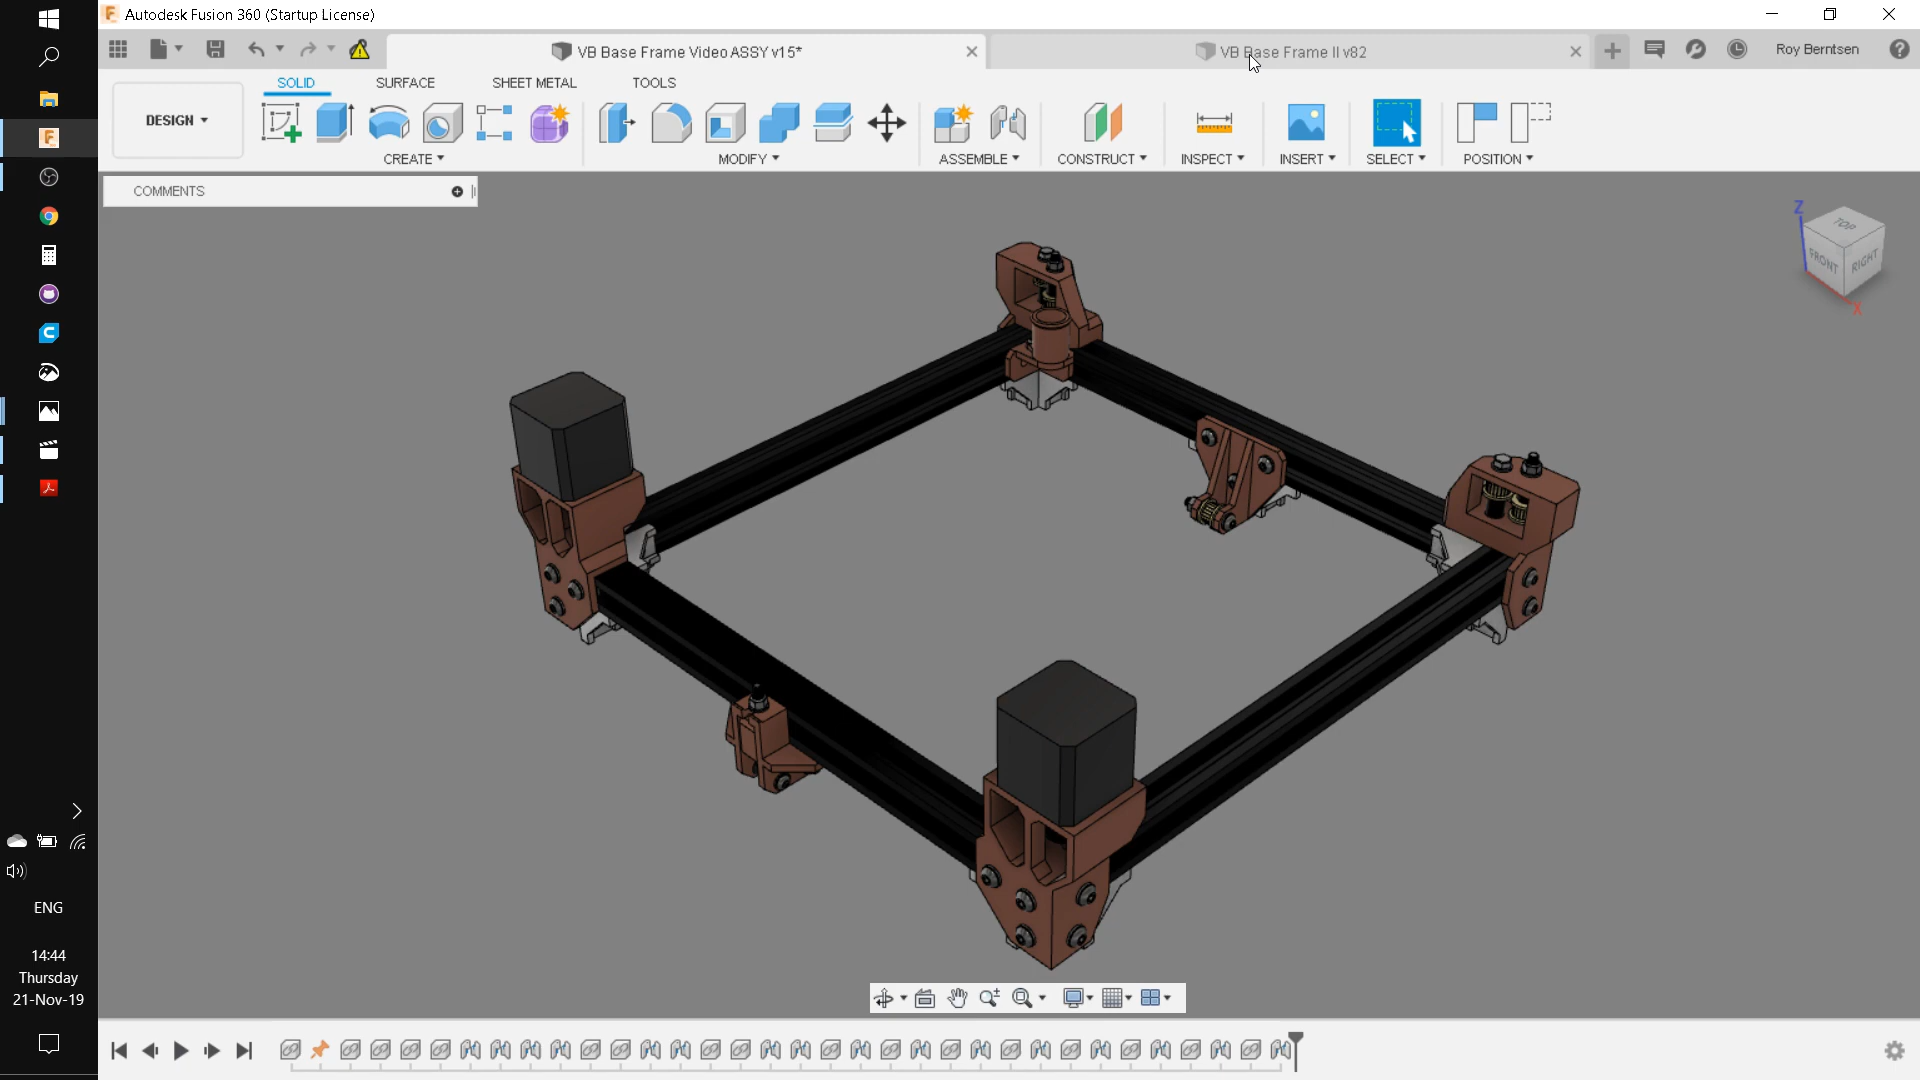 Autodesk Fusion 360 (Startup License)
VB Base Frame Video ASSY v15*
VB Base Frame II v82
Roy Berntsen
SOLID
SURFACE
SHEET METAL
TOOLS
DESIGN
CREATE
MODIFY
ASSEMBLE
CONSTRUCT
INSPECT
INSERT
SELECT
POSITION
COMMENTS
Z
TOP
FRONT
RIGHT
X
ENG
14:44
Thursday
21-Nov-19